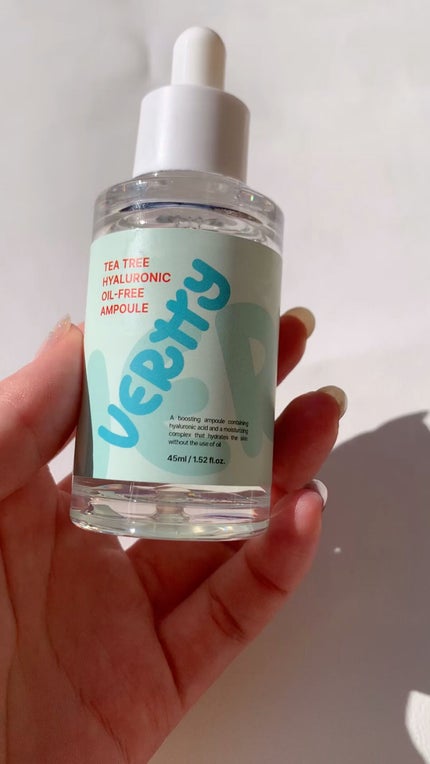 TEA TREE
HYALURONIC
OIL-FREE
AMPOULE
VERHY
A boosting ampoule containing
hyaluronic acid and a moisturizing
complex that hydrates the skin
without the use of oil
45ml / 1.52 fl.oz.